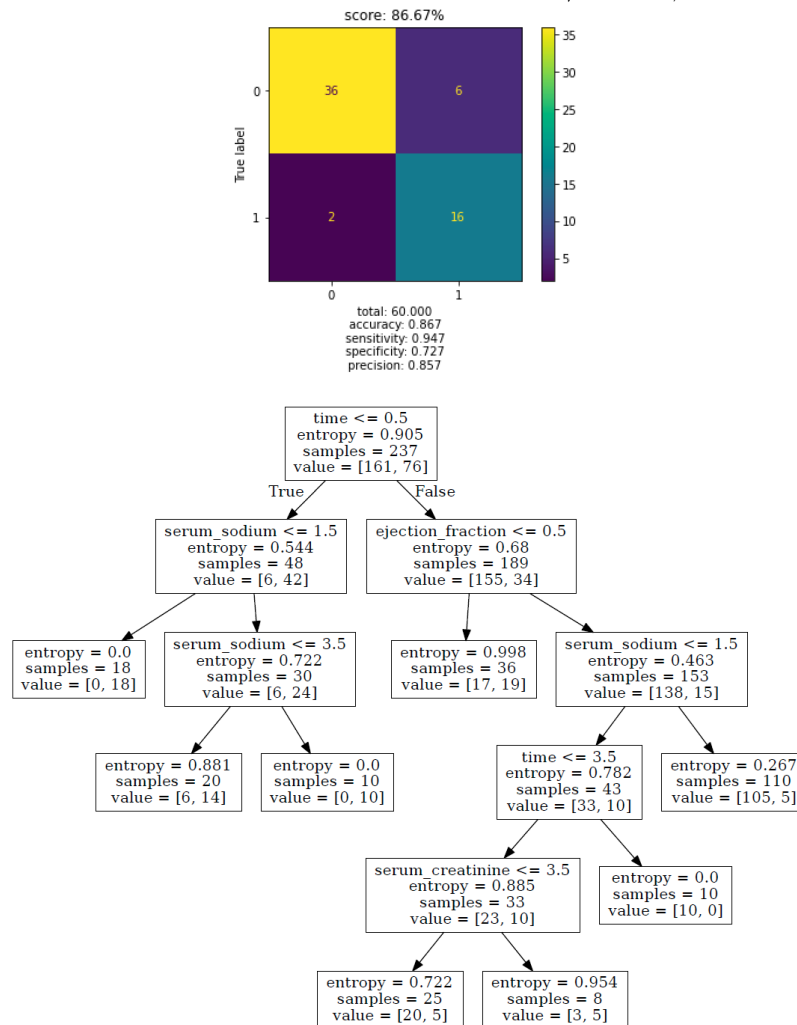 score: 86.67%
35
30
25
20
15
10
5
0
36
6
True label
1
2
16
0
1
total: 60.000
accuracy: 0.867
sensitivity: 0.947
specificity: 0.727
precision: 0.857
time <= 0.5
entropy = 0.905
samples = 237
value = [161, 76]
True
False
serum_sodium <= 1.5
entropy = 0.544
samples = 48
value = [6, 42]
ejection_fraction <= 0.5
entropy = 0.68
samples = 189
value = [155, 34]
entropy = 0.0
samples = 18
value = [0, 18]
serum_sodium <= 3.5
entropy = 0.722
samples = 30
value = [6, 24]
entropy = 0.998
samples = 36
value = [17, 19]
serum_sodium <= 1.5
entropy = 0.463
samples = 153
value = [138, 15]
entropy = 0.881
samples = 20
value = [6, 14]
entropy = 0.0
samples = 10
value = [0, 10]
time <= 3.5
entropy = 0.782
samples = 43
value = [33, 10]
entropy = 0.267
samples = 110
value = [105, 5]
serum_creatinine <= 3.5
entropy = 0.885
samples = 33
value = [23, 10]
entropy = 0.0
samples = 10
value = [10, 0]
entropy = 0.722
samples = 25
value = [20, 5]
entropy = 0.954
samples = 8
value = [3, 5]